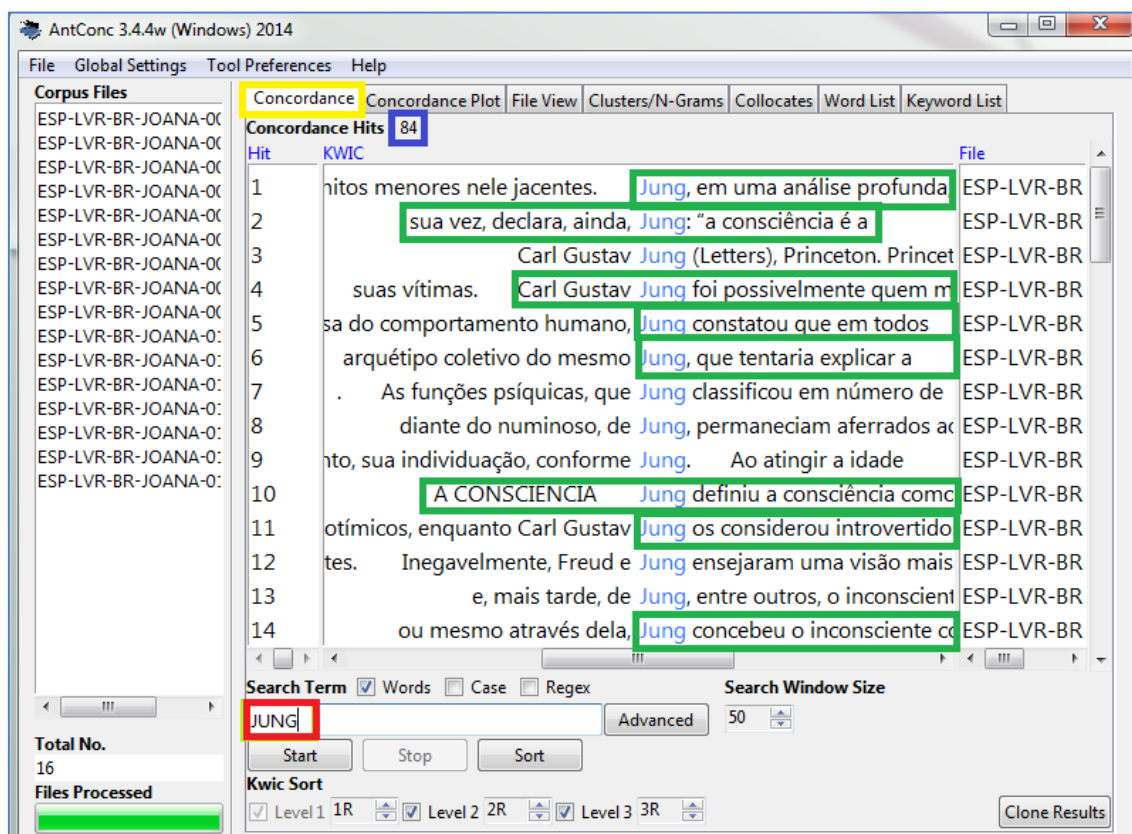 AntConc 3.4.4w (Windows) 2014
File Global Settings Tool Preferences Help
Corpus Files
ESP-LVR-BR-JOANA-00
ESP-LVR-BR-JOANA-00
ESP-LVR-BR-JOANA-00
ESP-LVR-BR-JOANA-00
ESP-LVR-BR-JOANA-00
ESP-LVR-BR-JOANA-00
ESP-LVR-BR-JOANA-00
ESP-LVR-BR-JOANA-00
ESP-LVR-BR-JOANA-00
ESP-LVR-BR-JOANA-01
ESP-LVR-BR-JOANA-01
ESP-LVR-BR-JOANA-01
ESP-LVR-BR-JOANA-01
ESP-LVR-BR-JOANA-01
ESP-LVR-BR-JOANA-01
ESP-LVR-BR-JOANA-01
Total No.
16
Files Processed
Concordance Concordance Plot File View Clusters/N-Grams Collocates Word List Keyword List
Concordance Hits 84
Hit KWIC File
1 nitos menores nele jacentes. Jung, em uma análise profunda, ESP-LVR-BR
2 sua vez, declara, ainda, Jung: “a consciência é a ESP-LVR-BR
3 Carl Gustav Jung (Letters), Princeton. Princet ESP-LVR-BR
4 suas vítimas. Carl Gustav Jung foi possivelmente quem m ESP-LVR-BR
5 sa do comportamento humano, Jung constatou que em todos ESP-LVR-BR
6 arquétipo coletivo do mesmo Jung, que tentaria explicar a ESP-LVR-BR
7 . As funções psíquicas, que Jung classificou em número de ESP-LVR-BR
8 diante do numinoso, de Jung, permaneciam aferrados ao ESP-LVR-BR
9 nto, sua individuação, conforme Jung. Ao atingir a idade ESP-LVR-BR
10 A CONSCIENCIA Jung definiu a consciência como ESP-LVR-BR
11 otímicos, enquanto Carl Gustav Jung os considerou introvertido ESP-LVR-BR
12 tes. Inegavelmente, Freud e Jung ensejaram uma visão mais ESP-LVR-BR
13 e, mais tarde, de Jung, entre outros, o inconscient ESP-LVR-BR
14 ou mesmo através dela, Jung concebeu o inconsciente co ESP-LVR-BR
Search Term Words Case Regex Search Window Size
JUNG Advanced 50
Start Stop Sort
Kwic Sort
Level 1 1R Level 2 2R Level 3 3R Clone Results